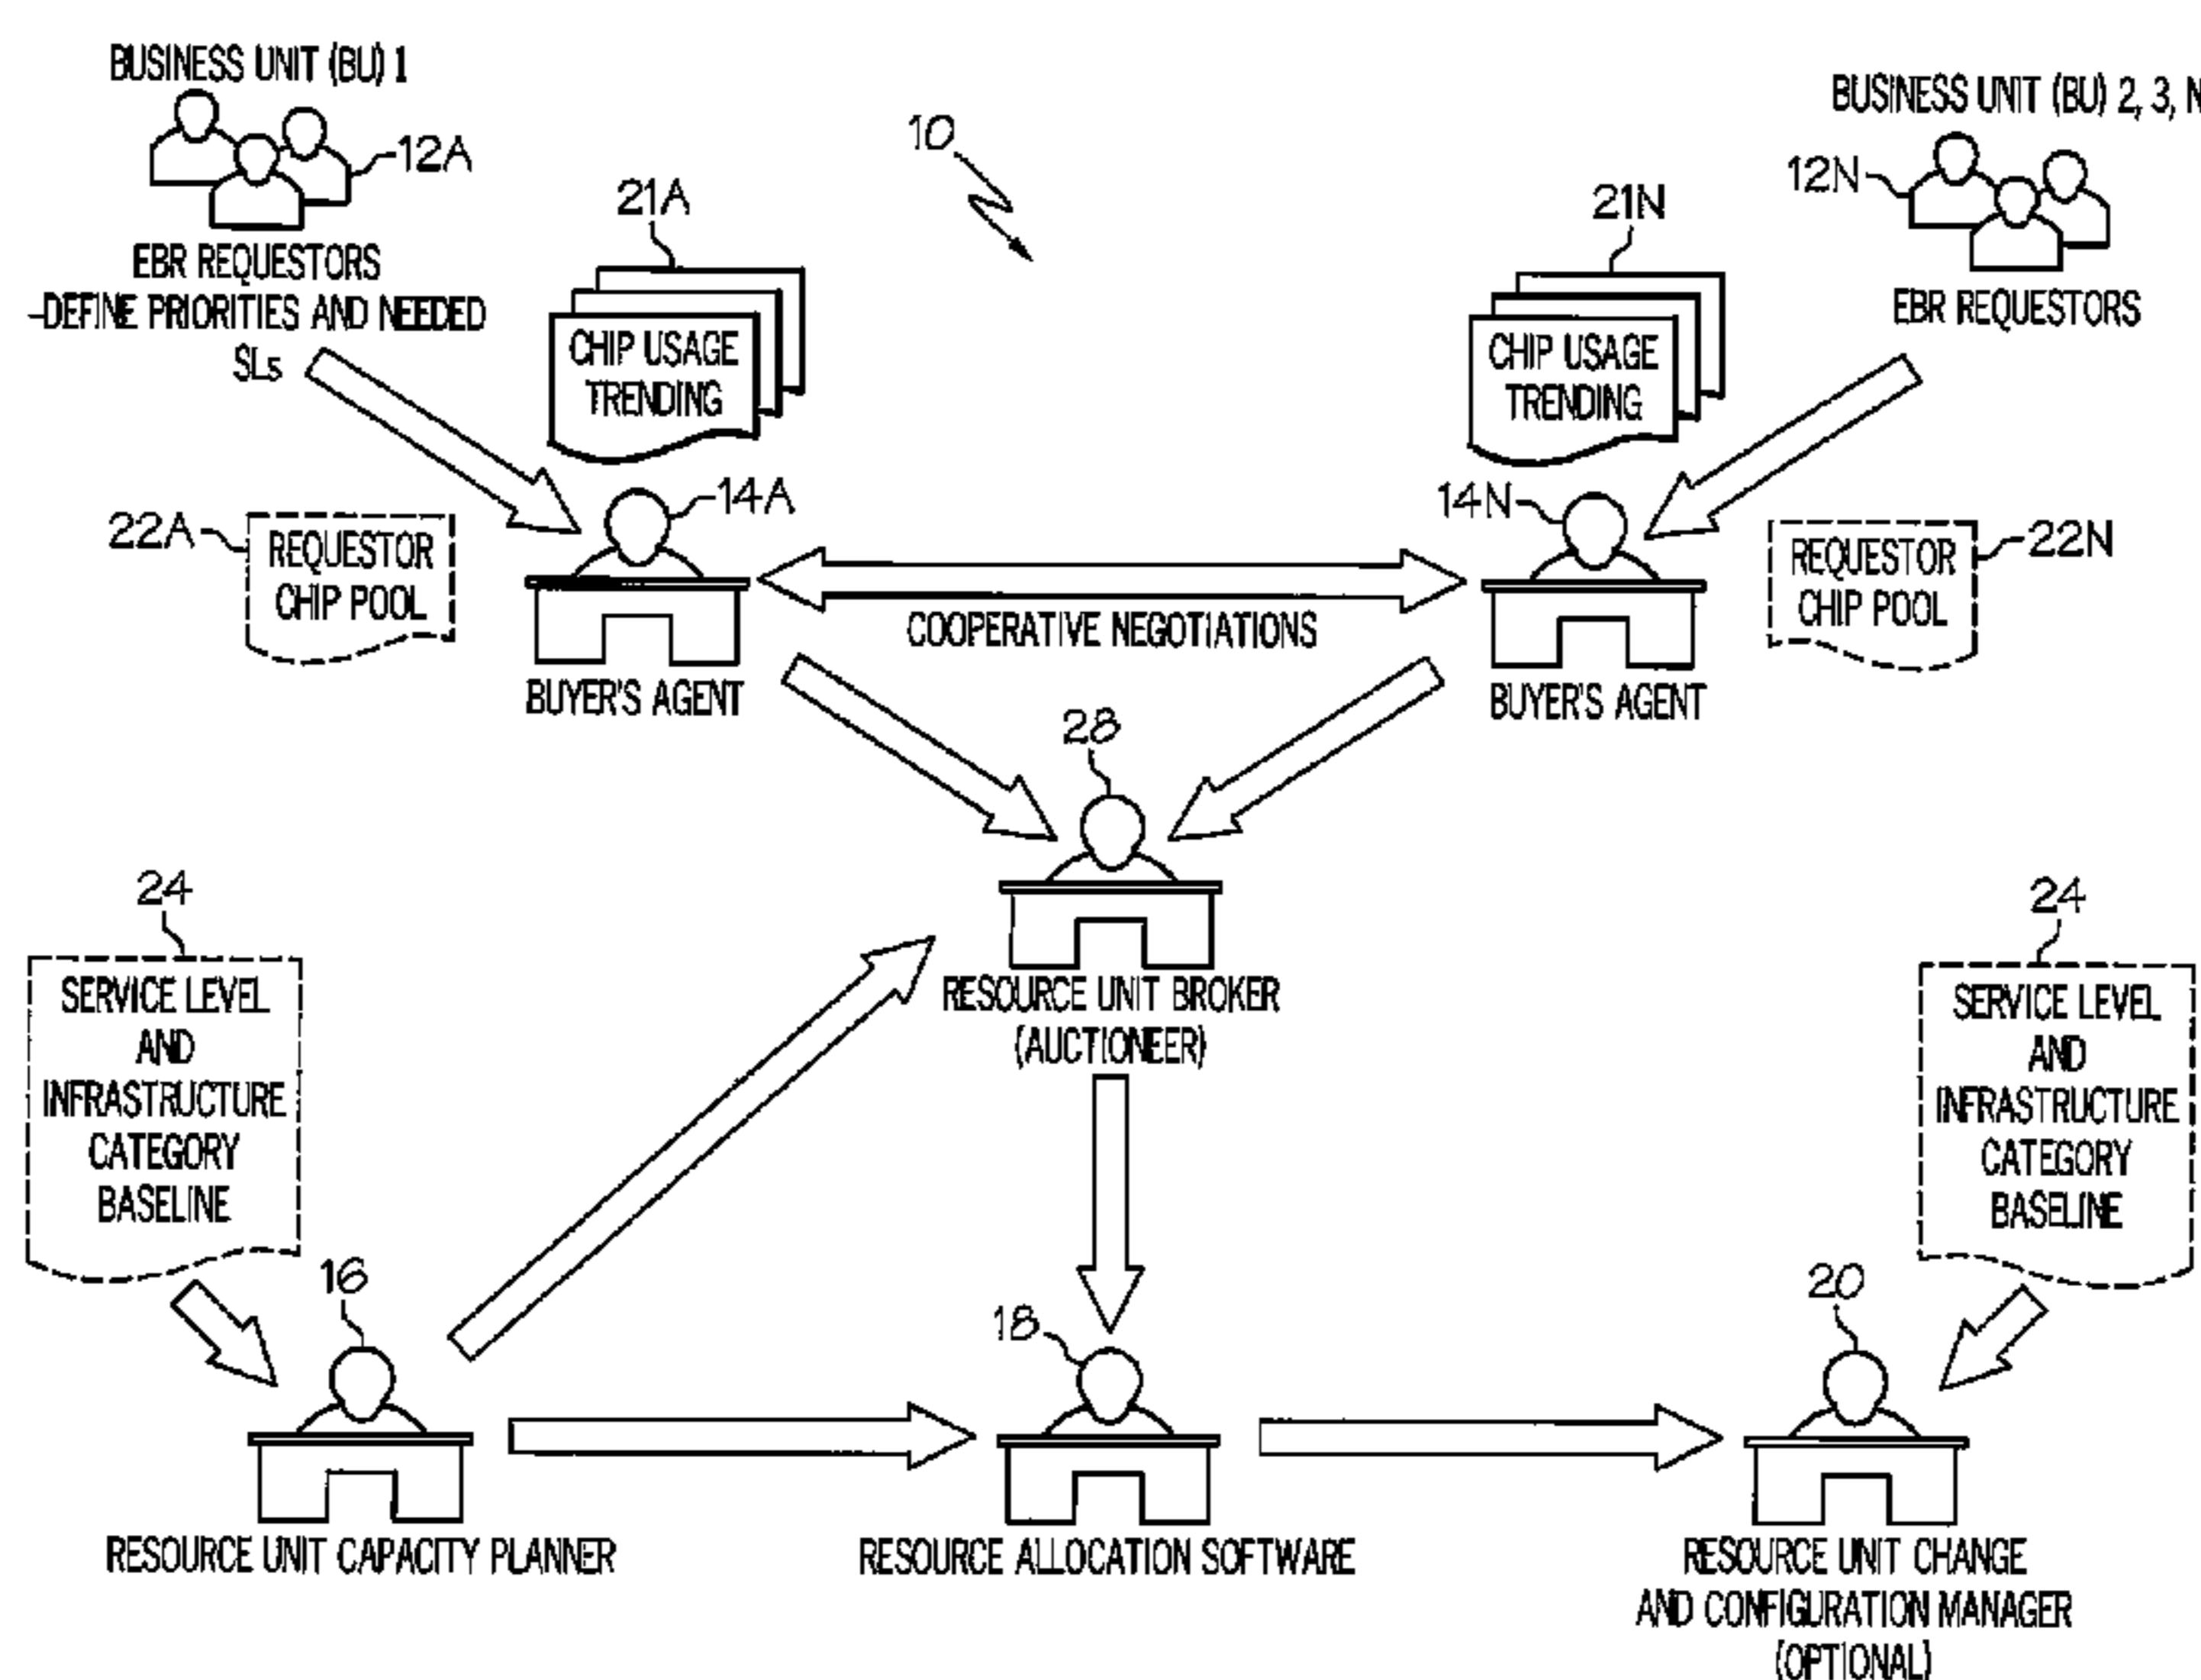 BUSINESS UNIT (BU) 1
12A
EBR REQUESTORS
-DEFINE PRIORITIES AND NEEDED
SLs
21A
CHIP USAGE
TRENDING
10
21N
CHIP USAGE
TRENDING
BUSINESS UNIT (BU) 2, 3, N
12N
EBR REQUESTORS
22A
REQUESTOR
CHIP POOL
14A
BUYER'S AGENT
COOPERATIVE NEGOTIATIONS
14N
BUYER'S AGENT
22N
REQUESTOR
CHIP POOL
28
RESOURCE UNIT BROKER
(AUCTIONEER)
24
SERVICE LEVEL
AND
INFRASTRUCTURE
CATEGORY
BASELINE
24
SERVICE LEVEL
AND
INFRASTRUCTURE
CATEGORY
BASELINE
16
RESOURCE UNIT CAPACITY PLANNER
18
RESOURCE ALLOCATION SOFTWARE
20
RESOURCE UNIT CHANGE
AND CONFIGURATION MANAGER
(OPTIONAL)